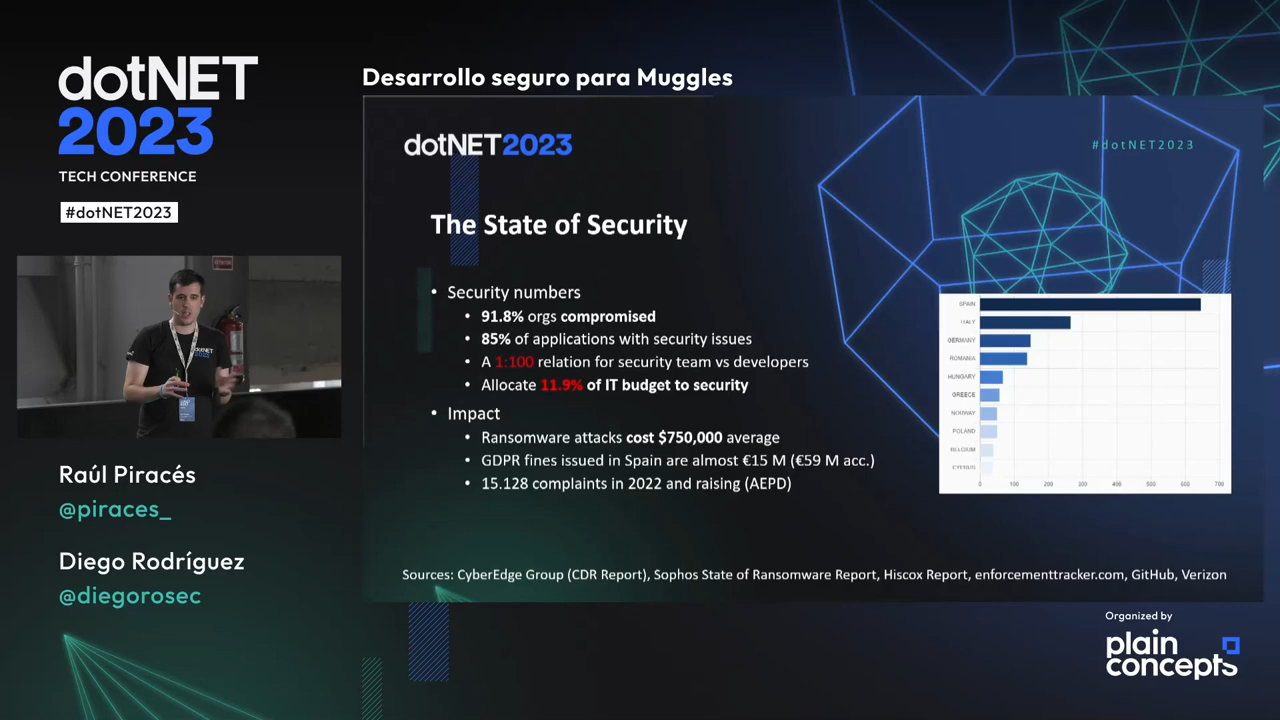 dotNET
2023
TECH CONFERENCE
#dotNET2023
Raúl Piracés
@piraces_
Diego Rodríguez
@diegorosec
Desarrollo seguro para Muggles
dotNET2023
#dotNET2023
The State of Security
• Security numbers
• 91.8% orgs compromised
• 85% of applications with security issues
• A 1:100 relation for security team vs developers
• Allocate 11.9% of IT budget to security
• Impact
• Ransomware attacks cost $750,000 average
• GDPR fines issued in Spain are almost €15 M (€59 M acc.)
• 15.128 complaints in 2022 and raising (AEPD)
SPAIN
ITALY
GERMANY
ROMANIA
HUNGARY
GREECE
NORWAY
POLAND
BELGIUM
CYPRUS
0 100 200 300 400 500 600 700
Sources: CyberEdge Group (CDR Report), Sophos State of Ransomware Report, Hiscox Report, enforcementtracker.com, GitHub, Verizon
Organized by
plain
concepts